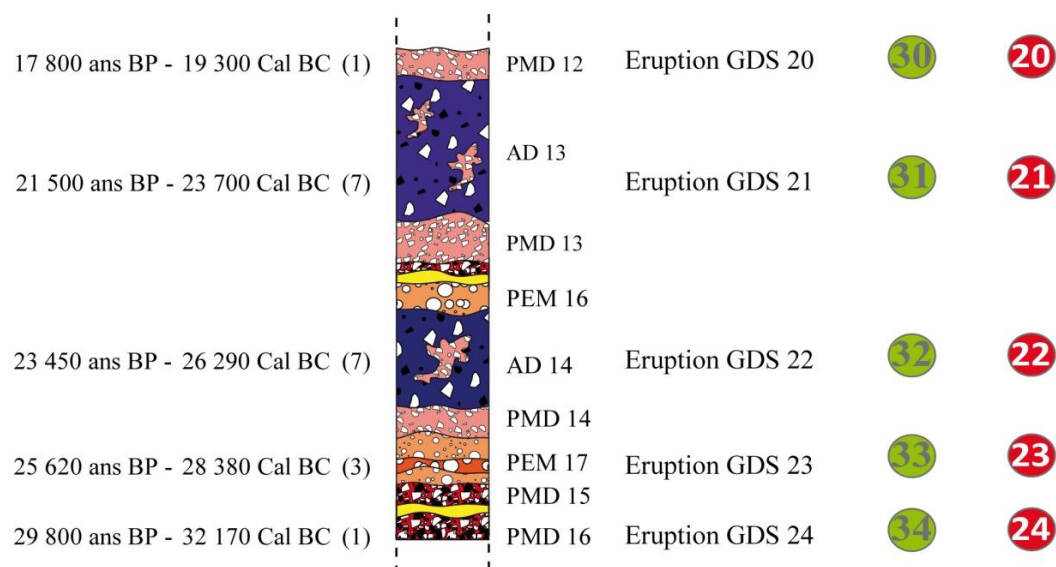 17 800 ans BP - 19 300 Cal BC (1) PMD 12 Eruption GDS 20 30 20
AD 13
21 500 ans BP - 23 700 Cal BC (7) Eruption GDS 21 31 21
PMD 13
PEM 16
23 450 ans BP - 26 290 Cal BC (7) AD 14 Eruption GDS 22 32 22
PMD 14
25 620 ans BP - 28 380 Cal BC (3) PEM 17 Eruption GDS 23 33 23
PMD 15
29 800 ans BP - 32 170 Cal BC (1) PMD 16 Eruption GDS 24 34 24